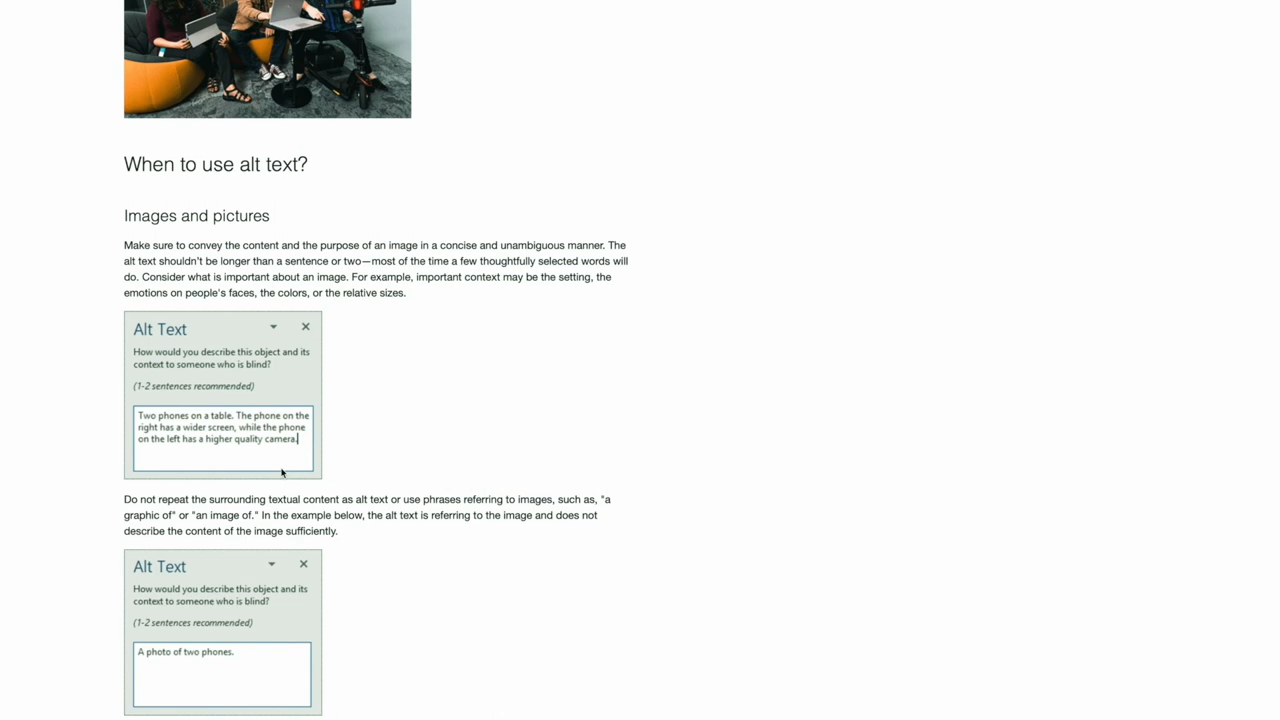 When to use alt text?
Images and pictures
Make sure to convey the content and the purpose of an image in a concise and unambiguous manner. The
alt text shouldn't be longer than a sentence or two—most of the time a few thoughtfully selected words will
do. Consider what is important about an image. For example, important context may be the setting, the
emotions on people's faces, the colors, or the relative sizes.
Alt Text
How would you describe this object and its
context to someone who is blind?
(1-2 sentences recommended)
Two phones on a table. The phone on the
right has a wider screen, while the phone
on the left has a higher quality camera.
Do not repeat the surrounding textual content as alt text or use phrases referring to images, such as, "a
graphic of" or "an image of." In the example below, the alt text is referring to the image and does not
describe the content of the image sufficiently.
Alt Text
How would you describe this object and its
context to someone who is blind?
(1-2 sentences recommended)
A photo of two phones.